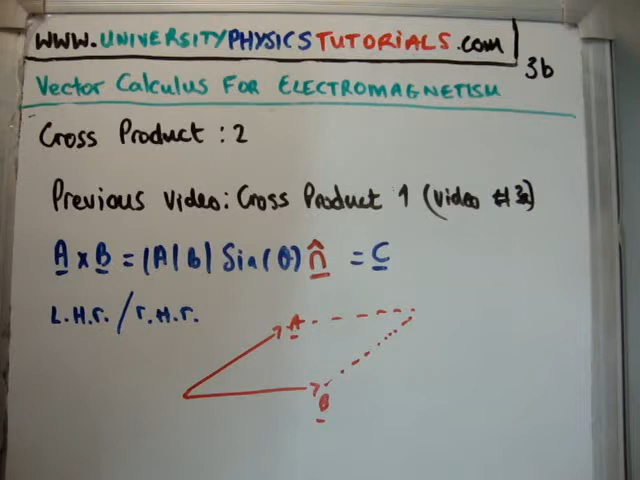 www.UNIVERSITYPHYSICSTUTORIALS.com
3b
Vector Calculus For ELECTROMAGNETISM
Cross Product : 2
Previous video: Cross Product 1 (video #3a)
A x B = |A|B| Sin(θ) n̂ = C
L.H.r. / r.H.r.
A
B